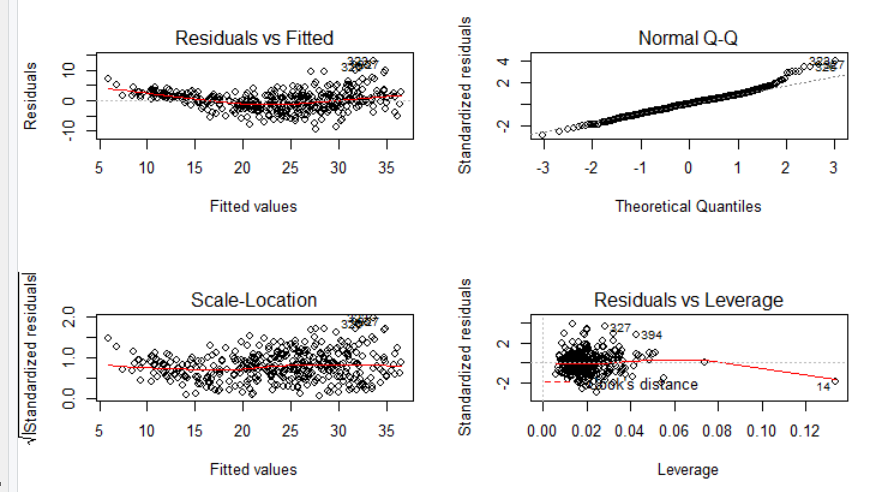 Residuals vs Fitted
Residuals
-10 0 10
5 10 15 20 25 30 35
Fitted values
Normal Q-Q
Standardized residuals
-2 2 4
-3 -2 -1 0 1 2 3
Theoretical Quantiles
Scale-Location
√|Standardized residuals|
0.0 1.0 2.0
5 10 15 20 25 30 35
Fitted values
Residuals vs Leverage
Standardized residuals
-2 2
327
394
14
distance
0.00 0.02 0.04 0.06 0.08 0.10 0.12
Leverage